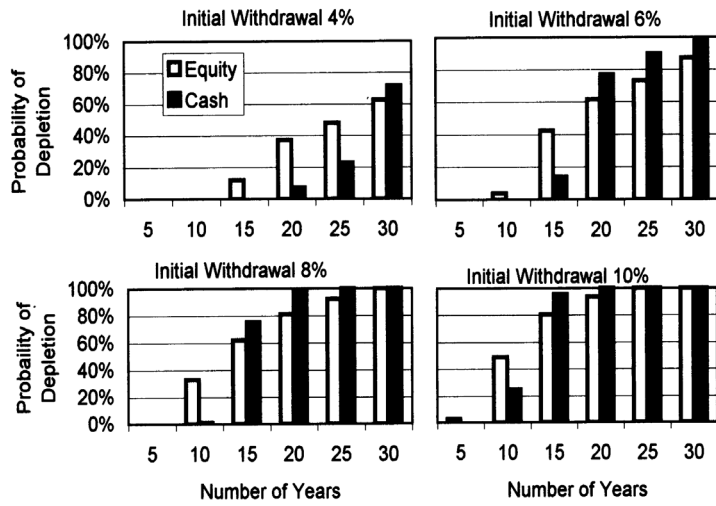 Initial Withdrawal 4%
Probability of Depletion
100%
80%
60%
40%
20%
0%
Equity
Cash
5 10 15 20 25 30
Initial Withdrawal 6%
5 10 15 20 25 30
Initial Withdrawal 8%
Probaility of Depletion
100%
80%
60%
40%
20%
0%
5 10 15 20 25 30
Number of Years
Initial Withdrawal 10%
5 10 15 20 25 30
Number of Years